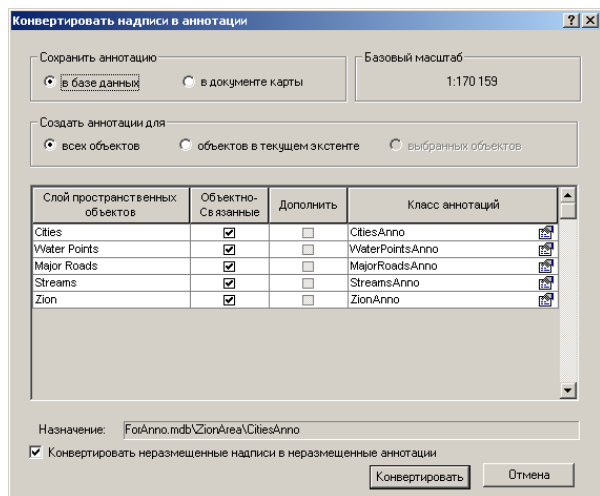 Конвертировать надписи в аннотации
Сохранить аннотацию
в базе данных
в документе карты
Базовый масштаб
1:170 159
Создать аннотации для
всех объектов
объектов в текущем экстенте
выбранных объектов
Слой пространственных объектов
Объектно-Связанные
Дополнить
Класс аннотаций
Cities
CitiesAnno
Water Points
WaterPointsAnno
Major Roads
MajorRoadsAnno
Streams
StreamsAnno
Zion
ZionAnno
Назначение:
ForAnno.mdb\ZionArea\CitiesAnno
Конвертировать неразмещенные надписи в неразмещенные аннотации
Конвертировать
Отмена